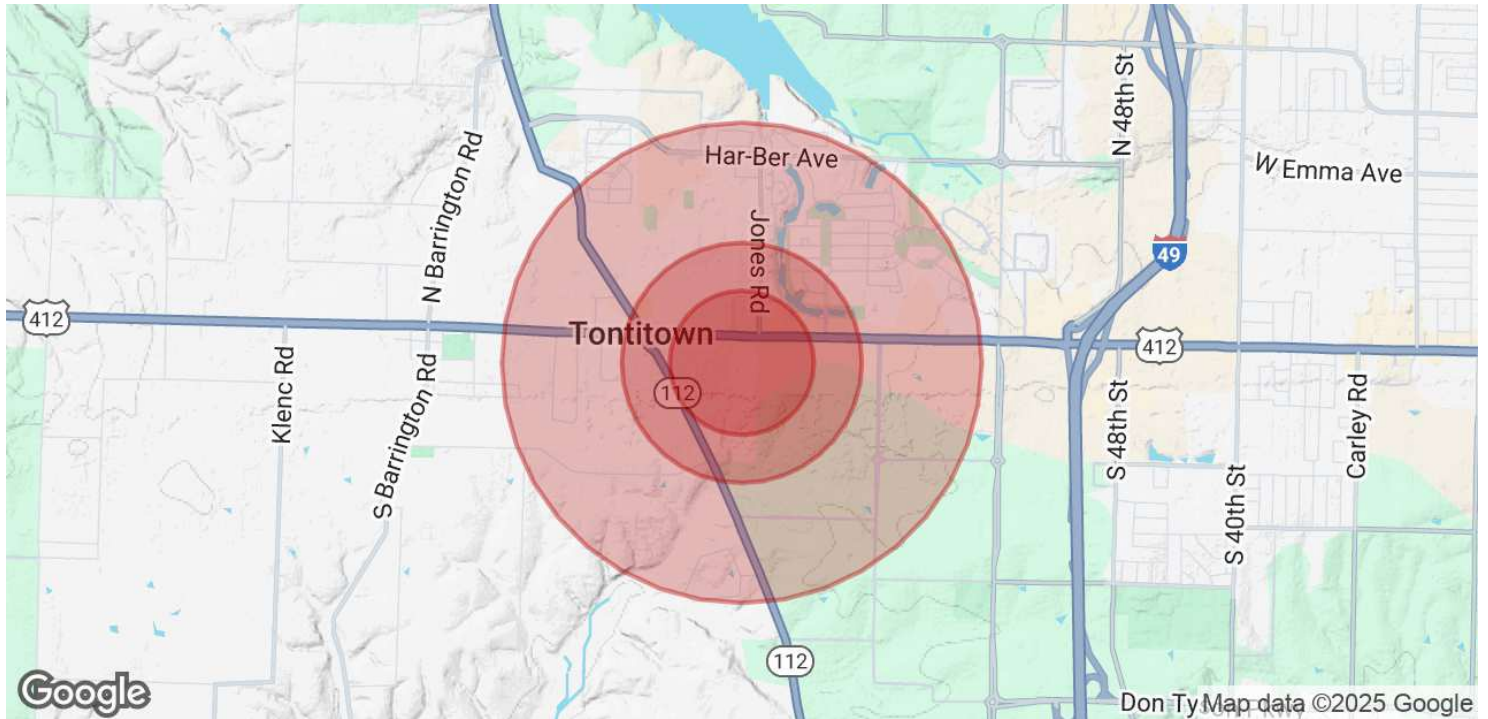 N 48th St
Har-Ber Ave
W Emma Ave
N Barrington Rd
Jones Rd
49
412
Tontitown
412
Klenc Rd
S Barrington Rd
112
S 48th St
S 40th St
Carley Rd
112
Google
Don Ty
Map data ©2025 Google